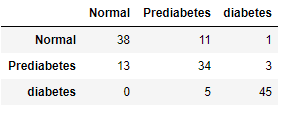 Normal Prediabetes diabetes
Normal 38 11 1
Prediabetes 13 34 3
diabetes 0 5 45